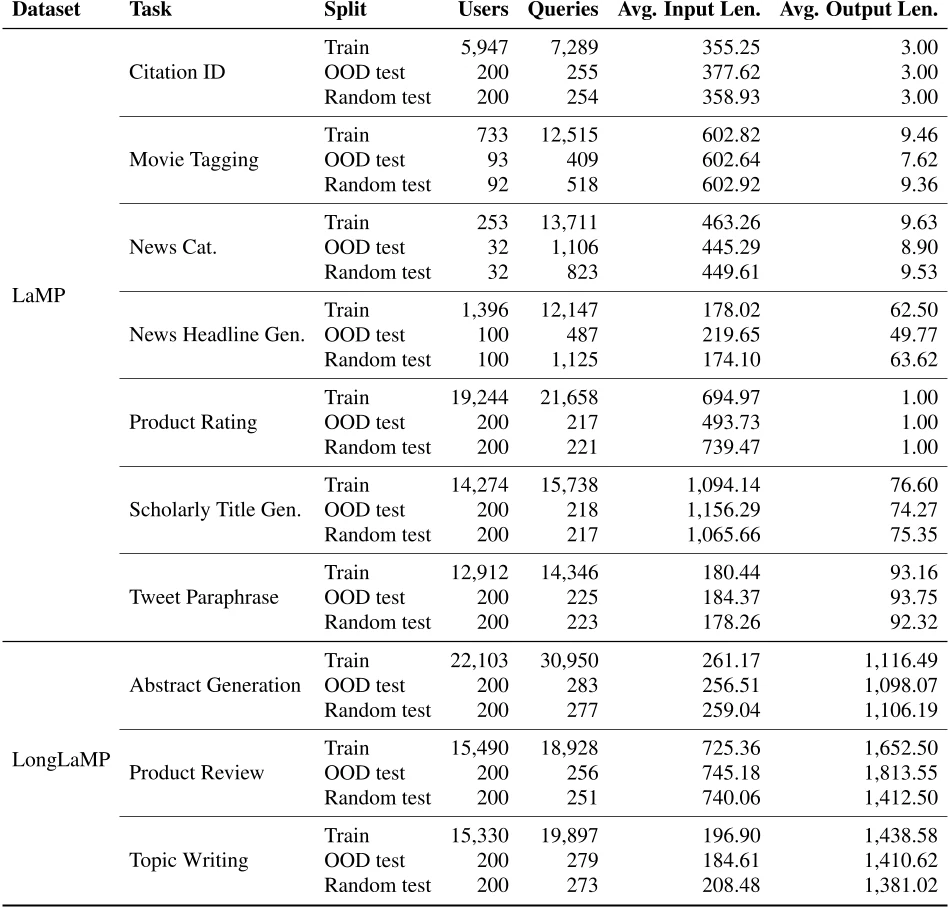 Dataset Task Split Users Queries Avg. Input Len. Avg. Output Len.
Train 5,947 7,289 355.25 3.00
Citation ID OOD test 200 255 377.62 3.00
Random test 200 254 358.93 3.00
Train 733 12,515 602.82 9.46
Movie Tagging OOD test 93 409 602.64 7.62
Random test 92 518 602.92 9.36
Train 253 13,711 463.26 9.63
News Cat. OOD test 32 1,106 445.29 8.90
Random test 32 823 449.61 9.53
LaMP
Train 1,396 12,147 178.02 62.50
News Headline Gen. OOD test 100 487 219.65 49.77
Random test 100 1,125 174.10 63.62
Train 19,244 21,658 694.97 1.00
Product Rating OOD test 200 217 493.73 1.00
Random test 200 221 739.47 1.00
Train 14,274 15,738 1,094.14 76.60
Scholarly Title Gen. OOD test 200 218 1,156.29 74.27
Random test 200 217 1,065.66 75.35
Train 12,912 14,346 180.44 93.16
Tweet Paraphrase OOD test 200 225 184.37 93.75
Random test 200 223 178.26 92.32
Train 22,103 30,950 261.17 1,116.49
Abstract Generation OOD test 200 283 256.51 1,098.07
Random test 200 277 259.04 1,106.19
Train 15,490 18,928 725.36 1,652.50
LongLaMP
Product Review OOD test 200 256 745.18 1,813.55
Random test 200 251 740.06 1,412.50
Train 15,330 19,897 196.90 1,438.58
Topic Writing OOD test 200 279 184.61 1,410.62
Random test 200 273 208.48 1,381.02